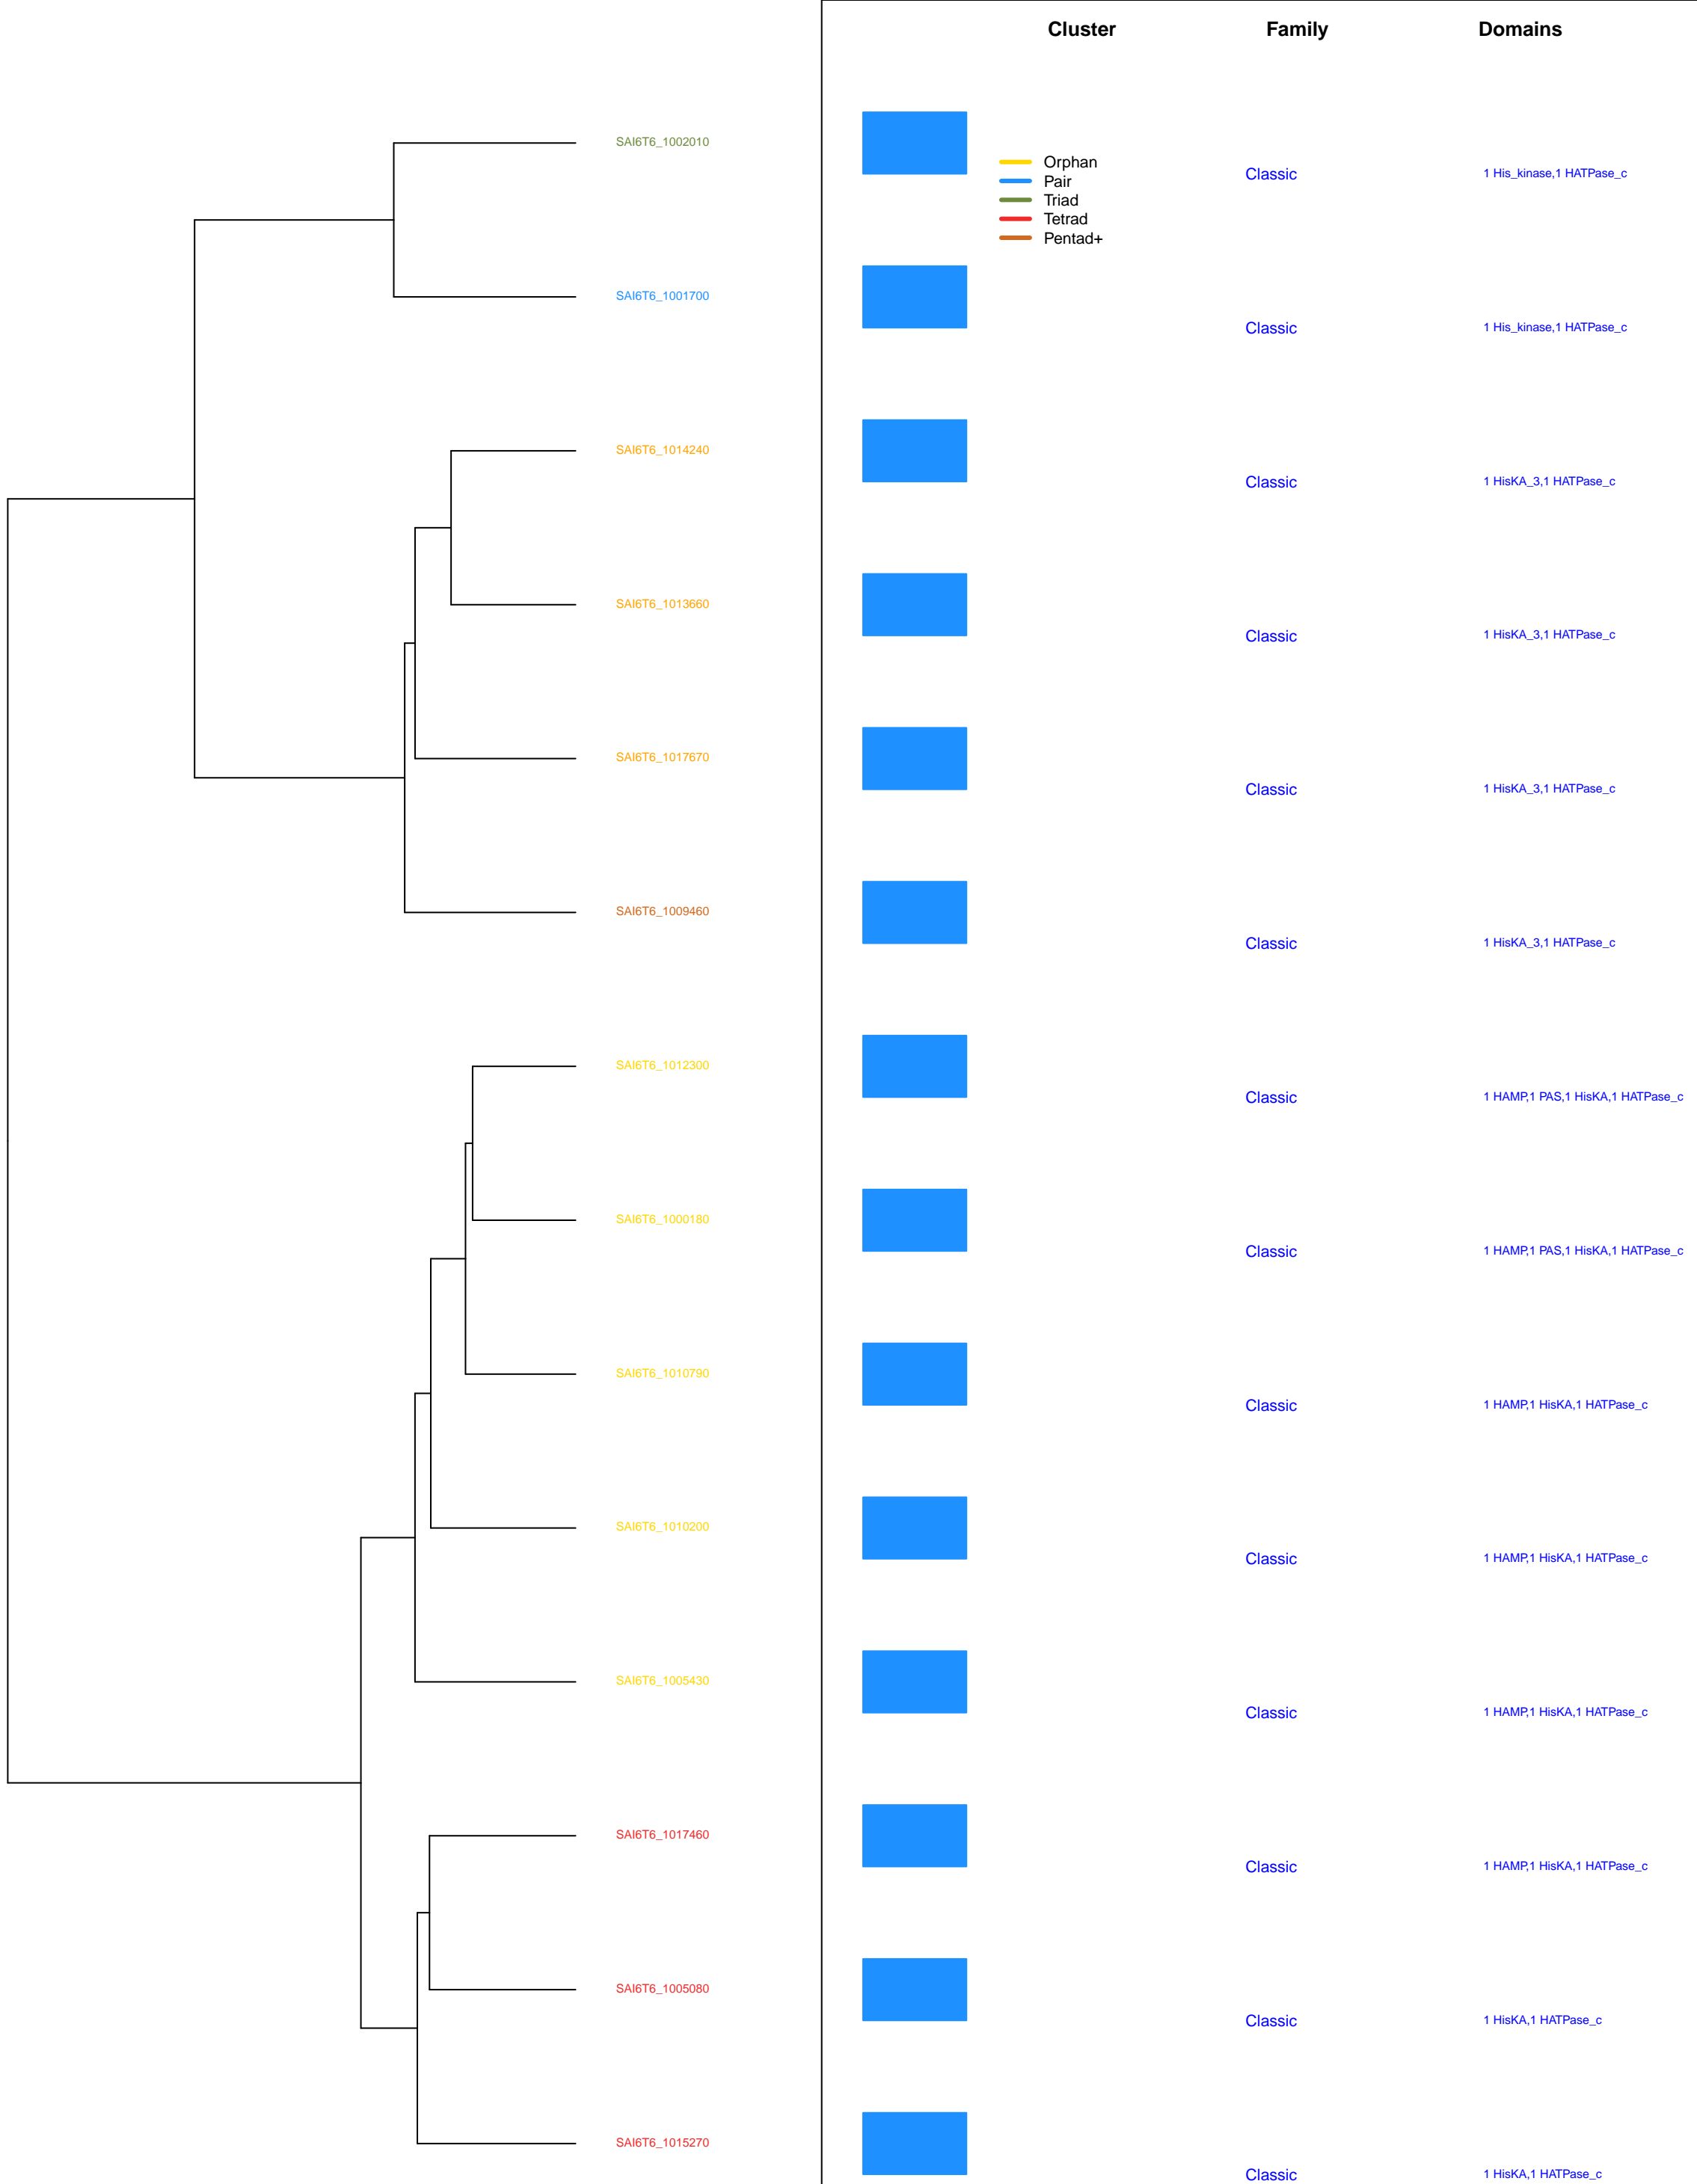 Cluster Family Domains
SAI6T6_1002010
Orphan
Pair
Triad
Tetrad
Pentad+
Classic 1 His_kinase,1 HATPase_c
SAI6T6_1001700
Classic 1 His_kinase,1 HATPase_c
SAI6T6_1014240
Classic 1 HisKA_3,1 HATPase_c
SAI6T6_1013660
Classic 1 HisKA_3,1 HATPase_c
SAI6T6_1017670
Classic 1 HisKA_3,1 HATPase_c
SAI6T6_1009460
Classic 1 HisKA_3,1 HATPase_c
SAI6T6_1012300
Classic 1 HAMP,1 PAS,1 HisKA,1 HATPase_c
SAI6T6_1000180
Classic 1 HAMP,1 PAS,1 HisKA,1 HATPase_c
SAI6T6_1010790
Classic 1 HAMP,1 HisKA,1 HATPase_c
SAI6T6_1010200
Classic 1 HAMP,1 HisKA,1 HATPase_c
SAI6T6_1005430
Classic 1 HAMP,1 HisKA,1 HATPase_c
SAI6T6_1017460
Classic 1 HAMP,1 HisKA,1 HATPase_c
SAI6T6_1005080
Classic 1 HisKA,1 HATPase_c
SAI6T6_1015270
Classic 1 HisKA,1 HATPase_c